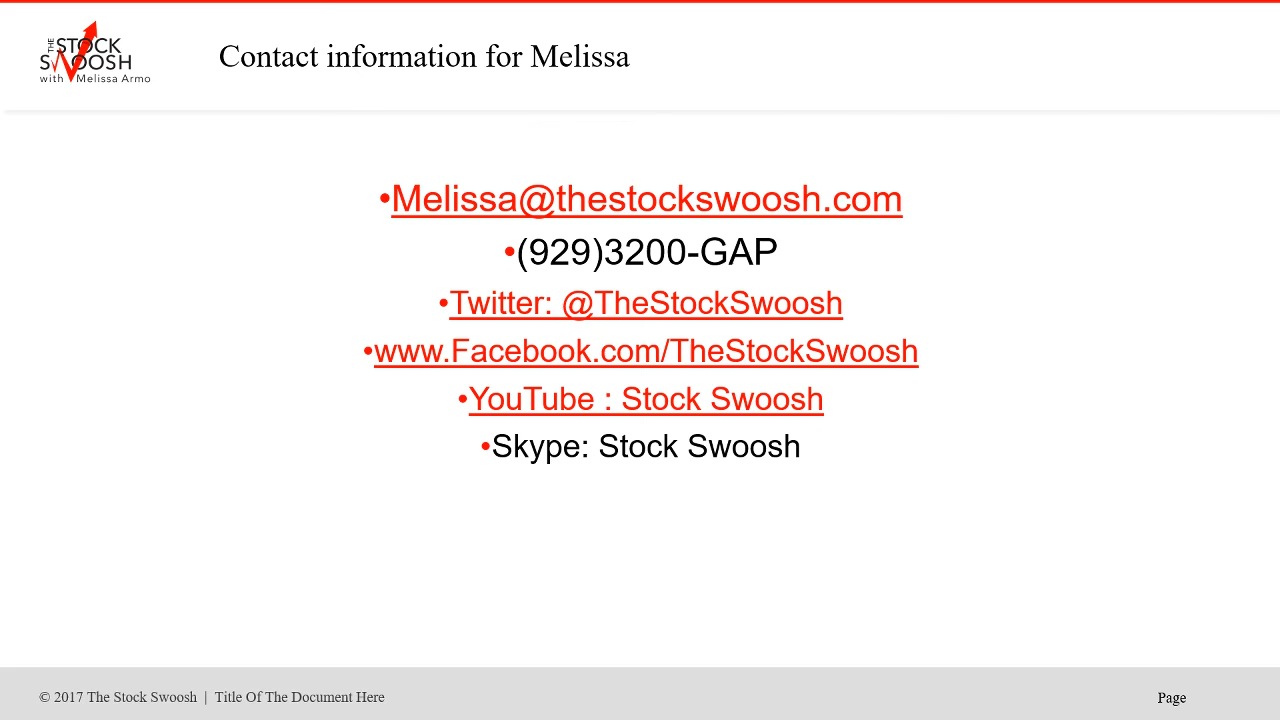 THE STOCK
SWOOSH
with Melissa Armo
Contact information for Melissa
•Melissa@thestockswoosh.com
•(929)3200-GAP
•Twitter: @TheStockSwoosh
•www.Facebook.com/TheStockSwoosh
•YouTube : Stock Swoosh
•Skype: Stock Swoosh
© 2017 The Stock Swoosh | Title Of The Document Here
Page